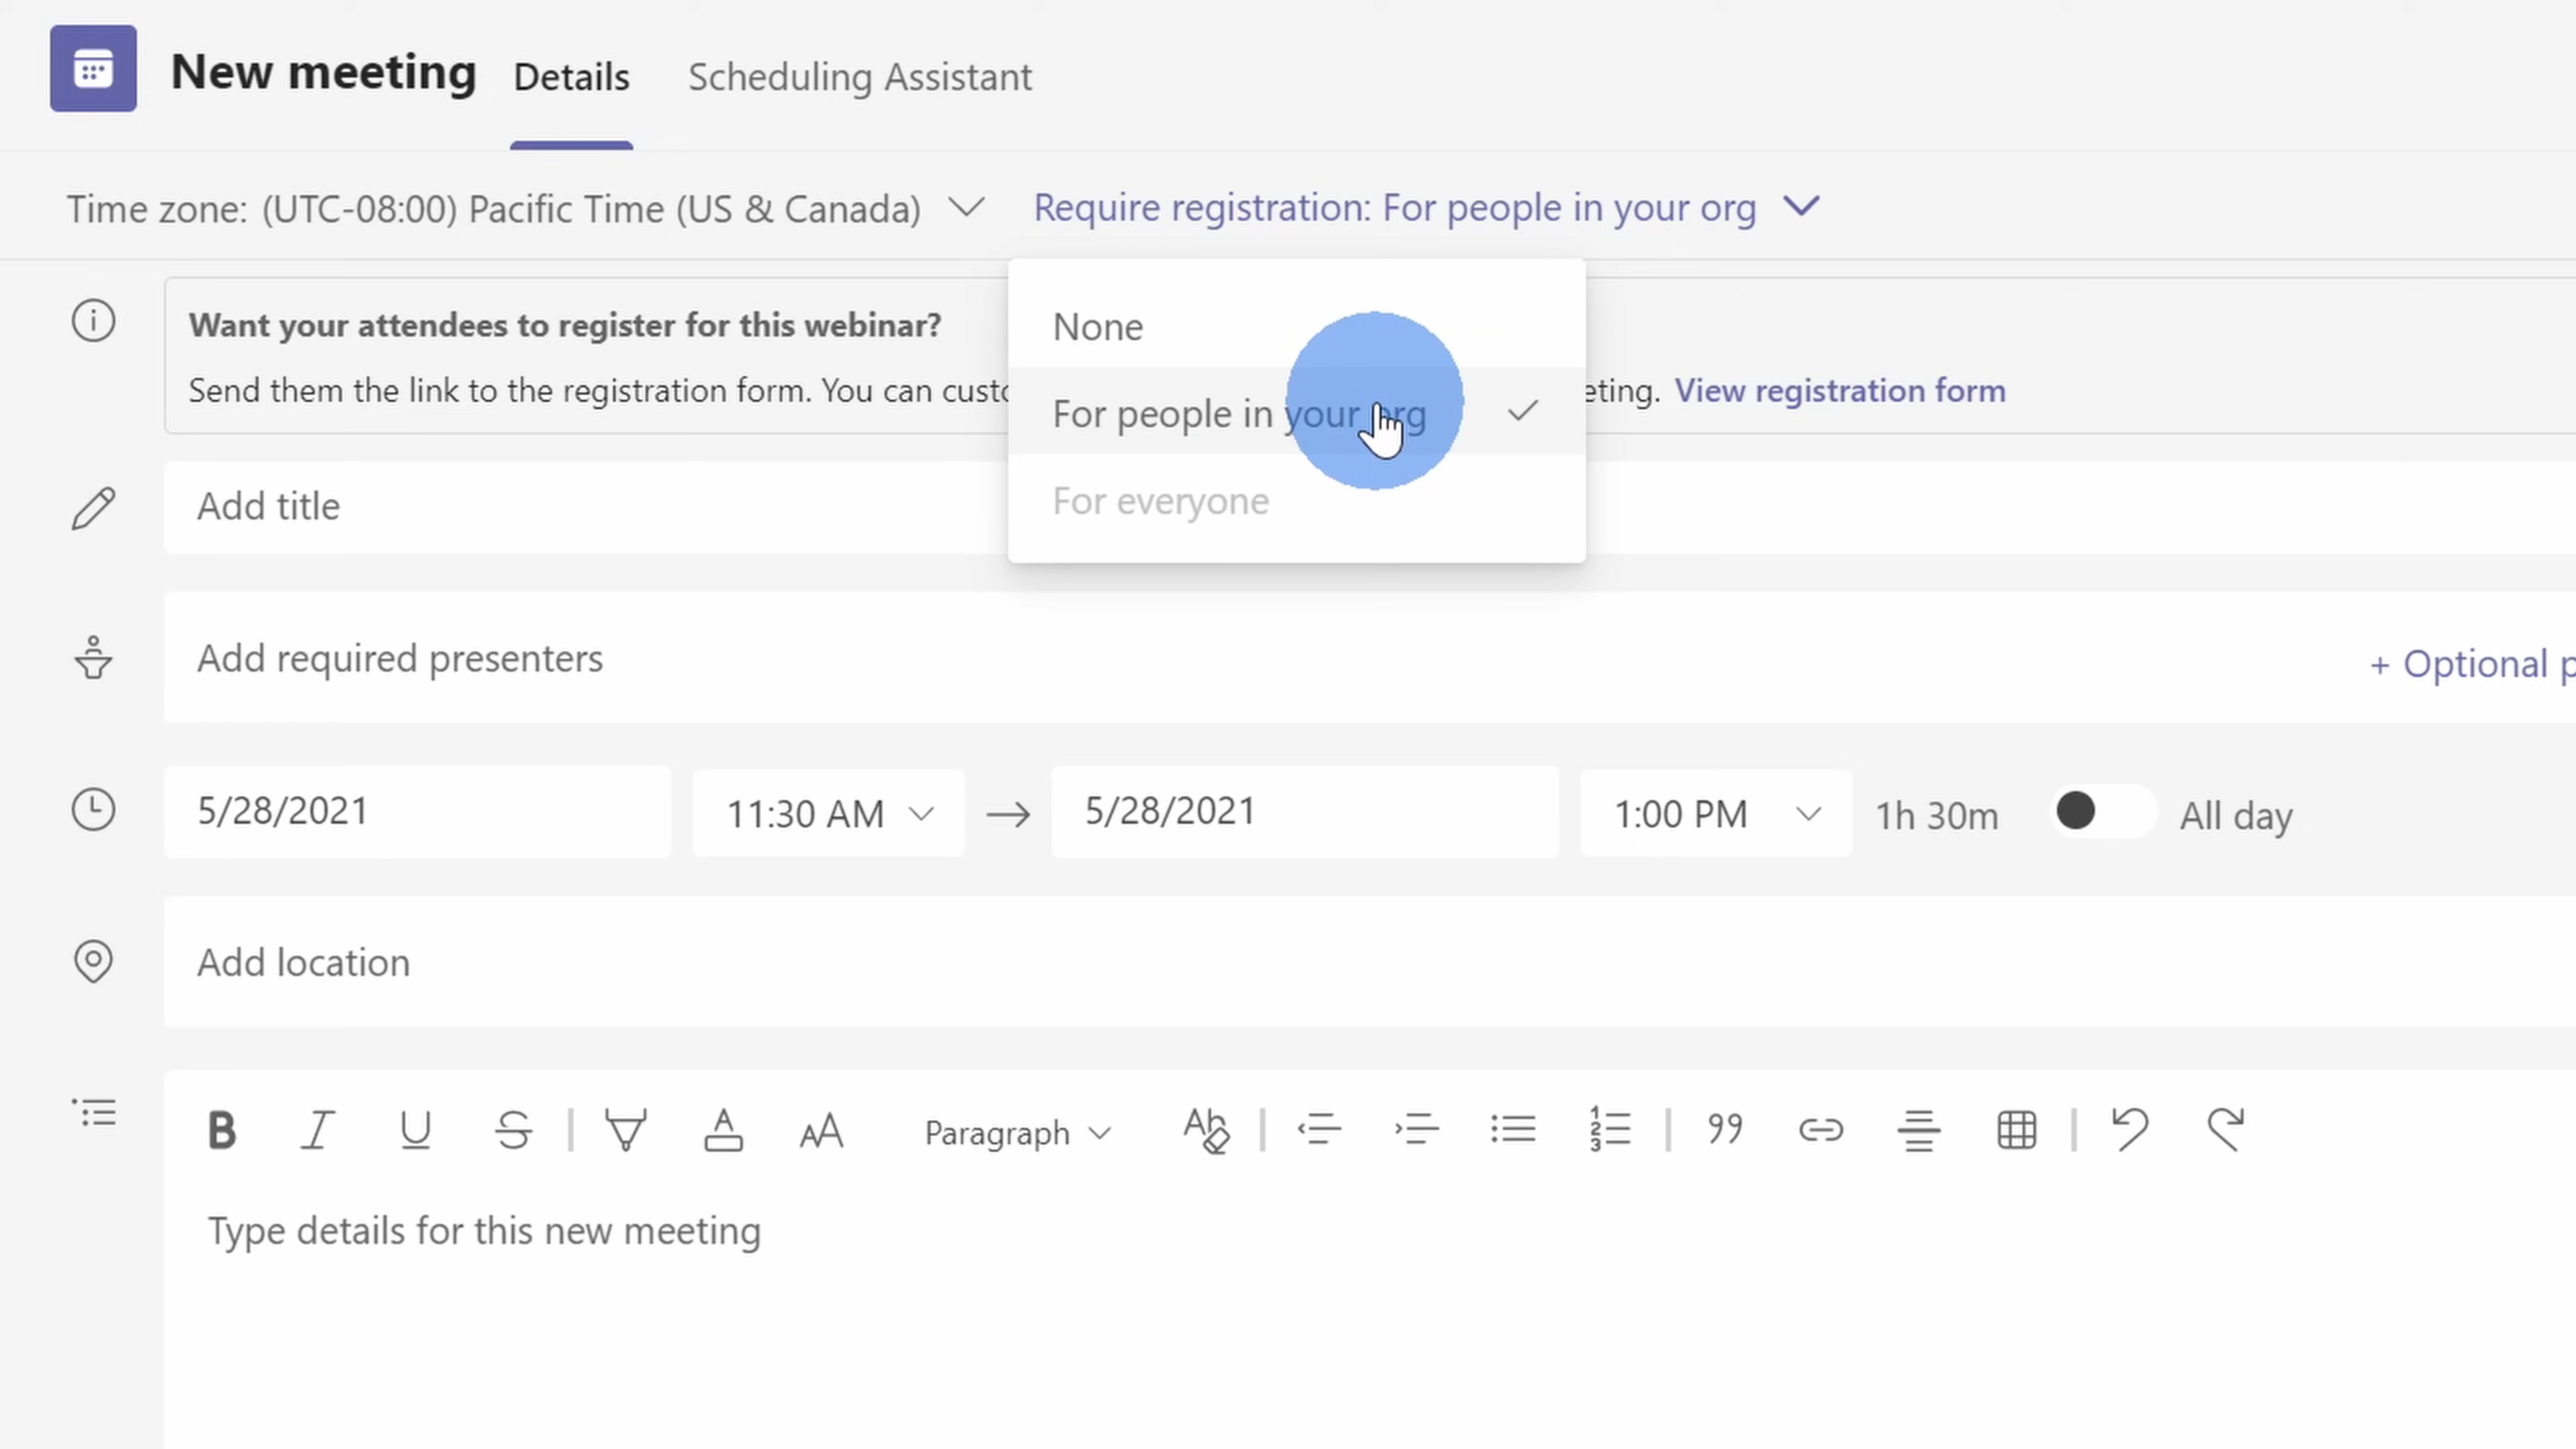 New meeting Details Scheduling Assistant
Time zone: (UTC-08:00) Pacific Time (US & Canada) Require registration: For people in your org
None
For people in your org
For everyone
Want your attendees to register for this webinar?
Send them the link to the registration form. You can eting. View registration form
Add title
Add required presenters + Optional
5/28/2021 11:30 AM → 5/28/2021 1:00 PM 1h 30m All day
Add location
Paragraph
Type details for this new meeting